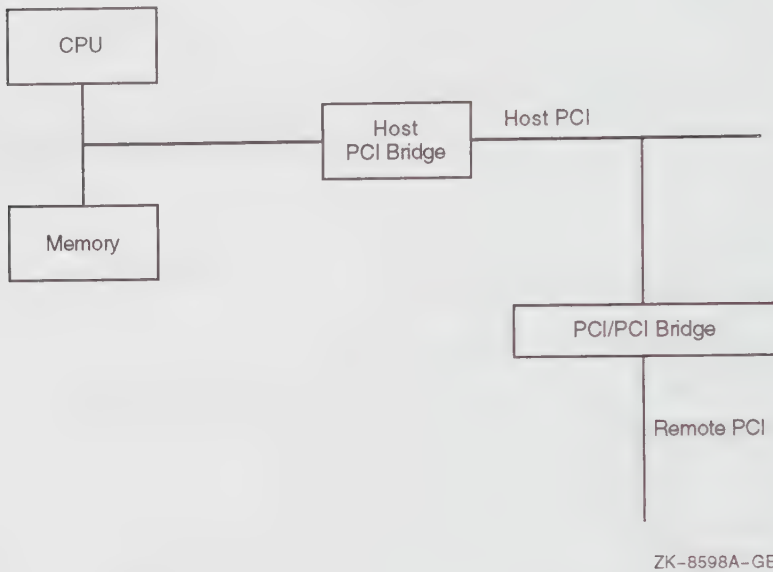 CPU
Host
PCI Bridge
Host PCI
Memory
PCI/PCI Bridge
Remote PCI
ZK-8598A-GE